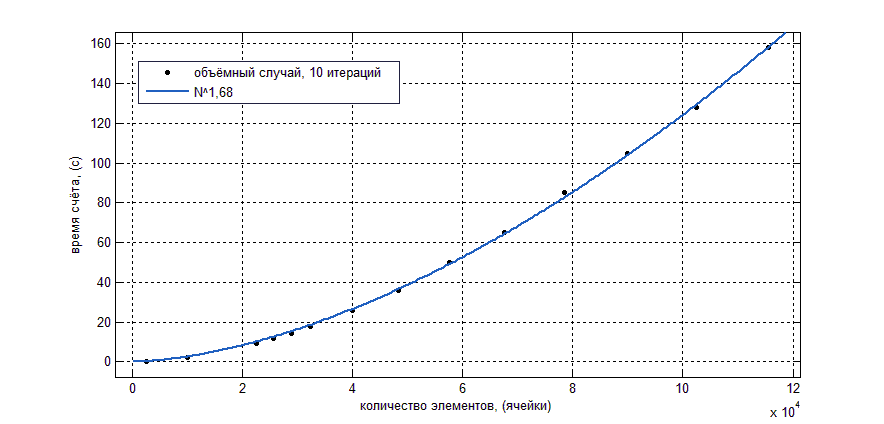 160
140
120
100
80
60
40
20
0
время счёта, (с)
объёмный случай, 10 итераций
N^1,68
0 2 4 6 8 10 12
количество элементов, (ячейки)
x 10^4